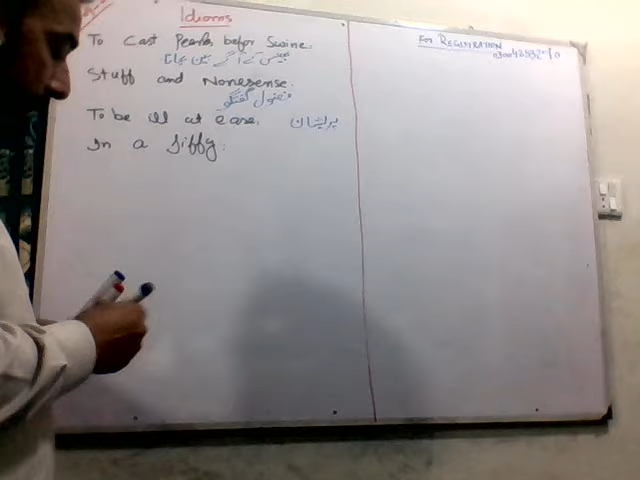 Idioms
To Cast Pearls befor Swine.
بھینس کے آگے بین بجانا
Stuff and Nonesense.
فضول گفتگو
To be ill at ease. پریشان
In a Jiffy.
For REGISTRATION